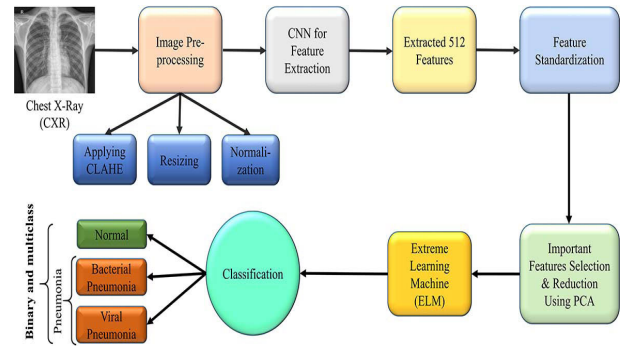 Chest X-Ray
(CXR)
Image Pre-
processing
CNN for
Feature
Extraction
Extracted 512
Features
Feature
Standardization
Applying
CLAHE
Resizing
Normali-
zation
Binary and multiclass
Pneumonia
Normal
Bacterial
Pneumonia
Viral
Pneumonia
Classification
Extreme
Learning
Machine
(ELM)
Important
Features Selection
& Reduction
Using PCA